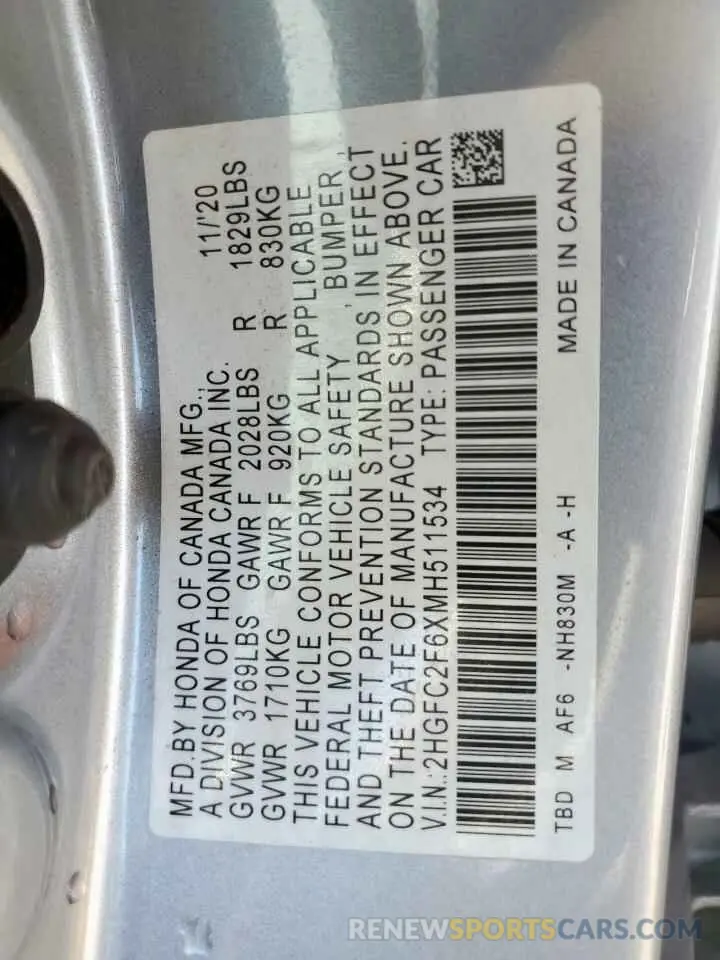 MFD.BY HONDA OF CANADA MFG., 11/'20
A DIVISION OF HONDA CANADA INC.
GVWR 3769LBS GAWR F 2028LBS R 1829LBS
GVWR 1710KG GAWR F 920KG R 830KG
THIS VEHICLE CONFORMS TO ALL APPLICABLE
FEDERAL MOTOR VEHICLE SAFETY , BUMPER ,
AND THEFT PREVENTION STANDARDS IN EFFECT
ON THE DATE OF MANUFACTURE SHOWN ABOVE.
V.I.N.:2HGFC2F6XMH511534 TYPE: PASSENGER CAR
TBD M AF6 -NH830M -A -H MADE IN CANADA
RENEWSPORTSCARS.COM